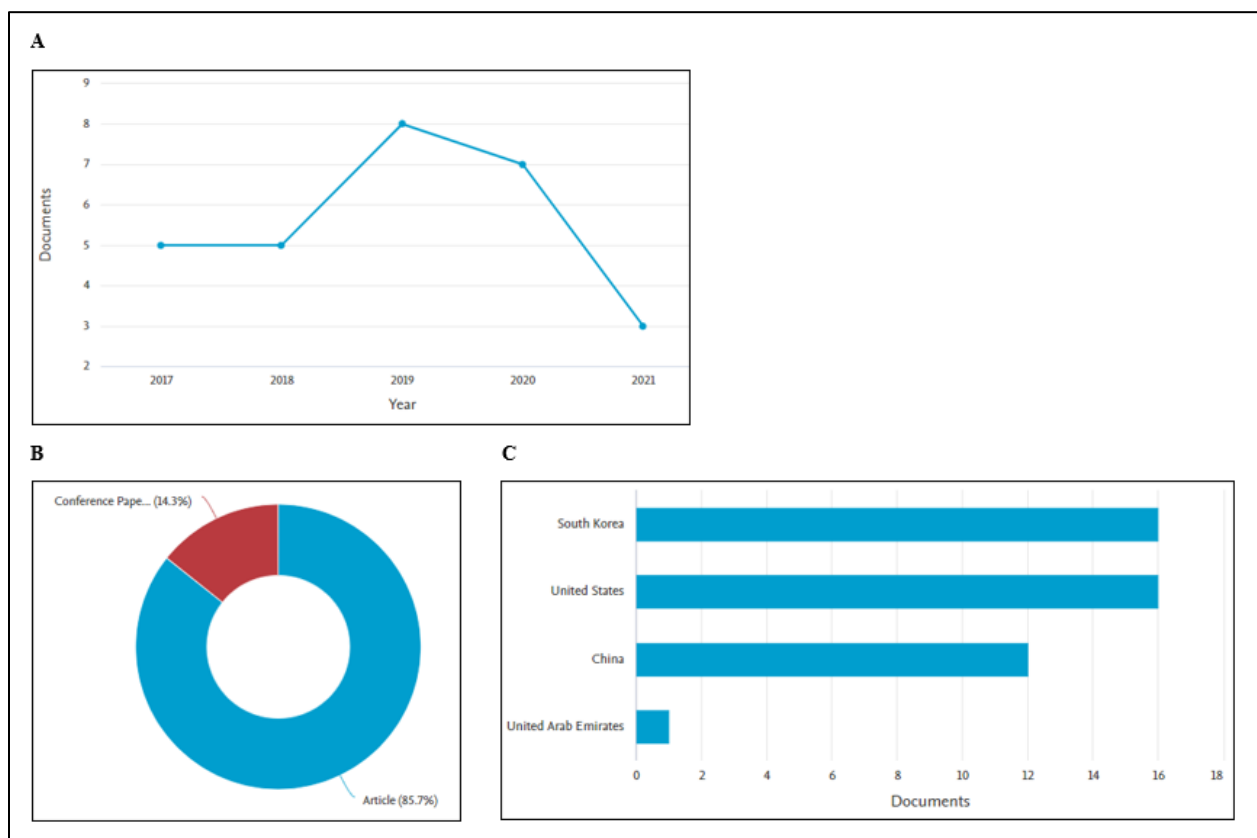 A
9
8
7
6
5
4
3
2
Documents
2017 2018 2019 2020 2021
Year
B
Conference Pape... (14.3%)
Article (85.7%)
C
South Korea
United States
China
United Arab Emirates
0 2 4 6 8 10 12 14 16 18
Documents